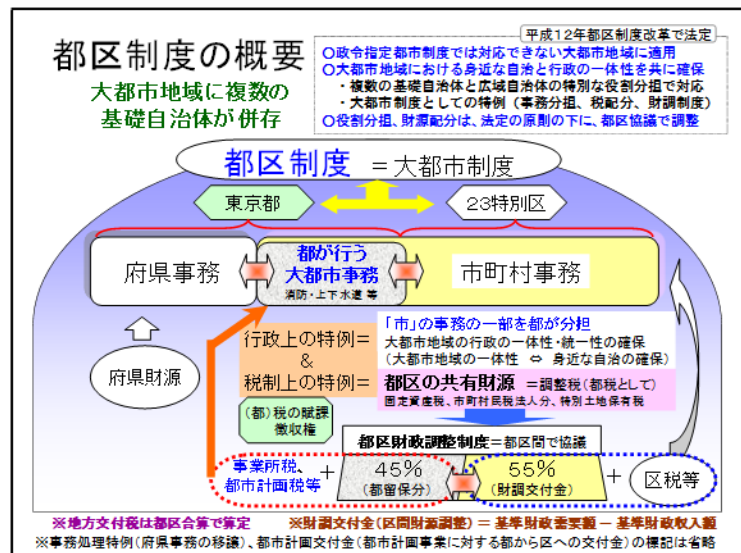 平成12年都区制度改革で法定
都区制度の概要
大都市地域に複数の
基礎自治体が併存
○政令指定都市制度では対応できない大都市地域に適用
○大都市地域における身近な自治と行政の一体性を共に確保
・複数の基礎自治体と広域自治体の特別な役割分担で対応
・大都市制度としての特例（事務分担、税配分、財調制度）
○役割分担、財源配分は、法定の原則の下に、都区協議で調整
都区制度 ＝大都市制度
東京都
23特別区
府県事務
都が行う
大都市事務
消防・上下水道 等
市町村事務
府県財源
行政上の特例＝
&
税制上の特例＝
「市」の事務の一部を都が分担
大都市地域の行政の一体性・統一性の確保
（大都市地域の一体性 ⇔ 身近な自治の確保）
都区の共有財源 ＝調整税（都税として）
固定資産税、市町村民税法人分、特別土地保有税
（都）税の賦課
徴収権
都区財政調整制度＝都区間で協議
事業所税、
都市計画税等
＋
45％
（都留保分）
55％
（財調交付金）
＋
区税等
※地方交付税は都区合算で算定
※財調交付金（区間財源調整）＝ 基準財政需要額 － 基準財政収入額
※事務処理特例（府県事務の移譲）、都市計画交付金（都市計画事業に対する都から区への交付金）の標記は省略